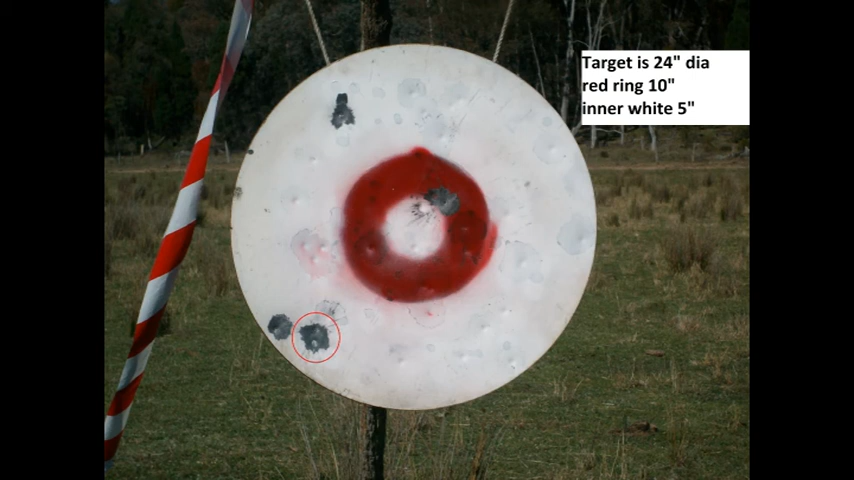 Target is 24" dia
red ring 10"
inner white 5"